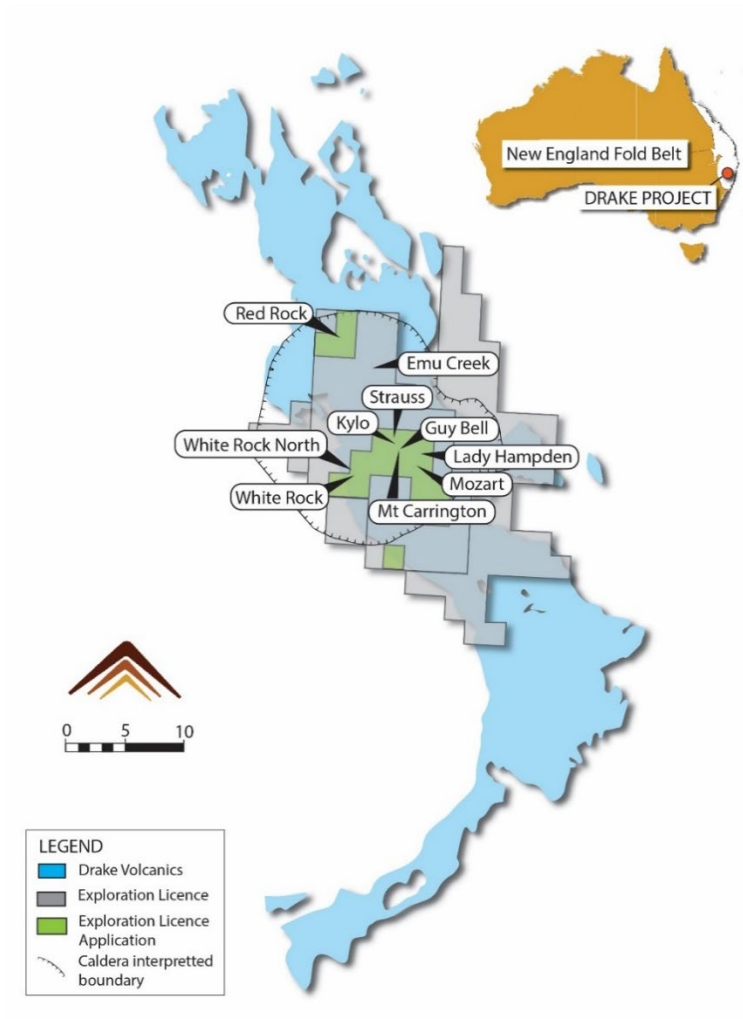 New England Fold Belt
DRAKE PROJECT
Red Rock
Emu Creek
Strauss
Kylo
Guy Bell
White Rock North
Lady Hampden
White Rock
Mozart
Mt Carrington
0 5 10
LEGEND
Drake Volcanics
Exploration Licence
Exploration Licence
Application
Caldera interpretted
boundary